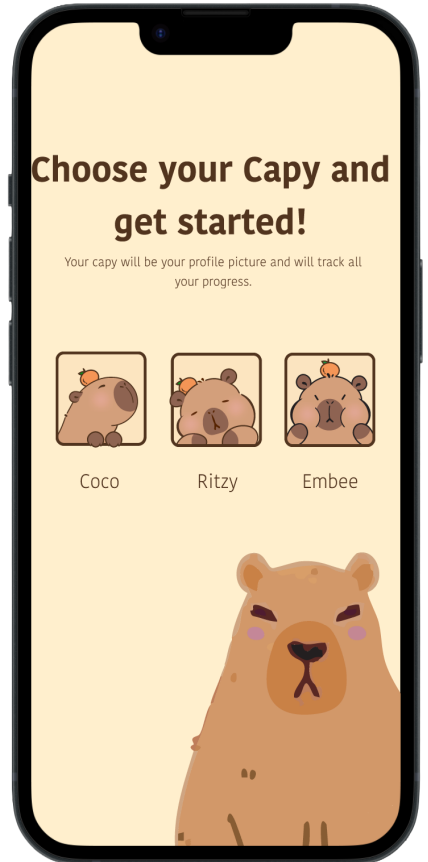 Choose your Capy and
get started!
Your capy will be your profile picture and will track all
your progress.
Coco
Ritzy
Embee